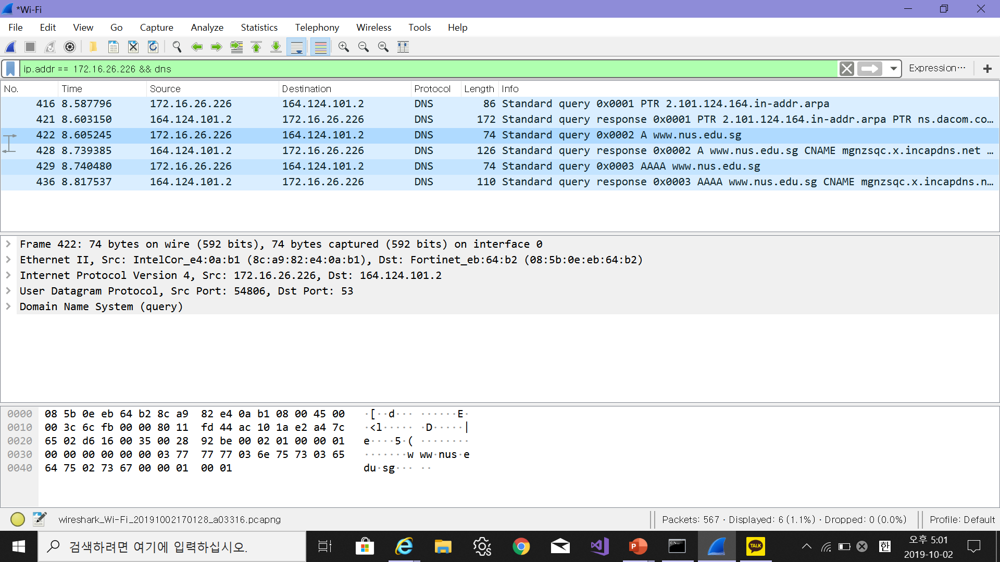 *Wi-Fi
File Edit View Go Capture Analyze Statistics Telephony Wireless Tools Help
ip.addr == 172.16.26.226 && dns
Expression…
No. Time Source Destination Protocol Length Info
416 8.587796 172.16.26.226 164.124.101.2 DNS 86 Standard query 0x0001 PTR 2.101.124.164.in-addr.arpa
421 8.603150 164.124.101.2 172.16.26.226 DNS 172 Standard query response 0x0001 PTR 2.101.124.164.in-addr.arpa PTR ns.dacom.co…
422 8.605245 172.16.26.226 164.124.101.2 DNS 74 Standard query 0x0002 A www.nus.edu.sg
428 8.739385 164.124.101.2 172.16.26.226 DNS 126 Standard query response 0x0002 A www.nus.edu.sg CNAME mgnzsqc.x.incapdns.net …
429 8.740480 172.16.26.226 164.124.101.2 DNS 74 Standard query 0x0003 AAAA www.nus.edu.sg
436 8.817537 164.124.101.2 172.16.26.226 DNS 110 Standard query response 0x0003 AAAA www.nus.edu.sg CNAME mgnzsqc.x.incapdns.n…
Frame 422: 74 bytes on wire (592 bits), 74 bytes captured (592 bits) on interface 0
Ethernet II, Src: IntelCor_e4:0a:b1 (8c:a9:82:e4:0a:b1), Dst: Fortinet_eb:64:b2 (08:5b:0e:eb:64:b2)
Internet Protocol Version 4, Src: 172.16.26.226, Dst: 164.124.101.2
User Datagram Protocol, Src Port: 54806, Dst Port: 53
Domain Name System (query)
0000 08 5b 0e eb 64 b2 8c a9 82 e4 0a b1 08 00 45 00 ·[··d··· ······E·
0010 00 3c 6c fb 00 00 80 11 fd 44 ac 10 1a e2 a4 7c ·<l····· ·D·····|
0020 65 02 d6 16 00 35 00 28 92 be 00 02 01 00 00 01 e····5·( ········
0030 00 00 00 00 00 00 03 77 77 77 03 6e 75 73 03 65 ·······w ww·nus·e
0040 64 75 02 73 67 00 00 01 00 01 du·sg··· ··
wireshark_Wi-Fi_20191002170128_a03316.pcapng
Packets: 567 · Displayed: 6 (1.1%) · Dropped: 0 (0.0%)
Profile: Default
검색하려면 여기에 입력하십시오.
TALK
한
오후 5:01
2019-10-02